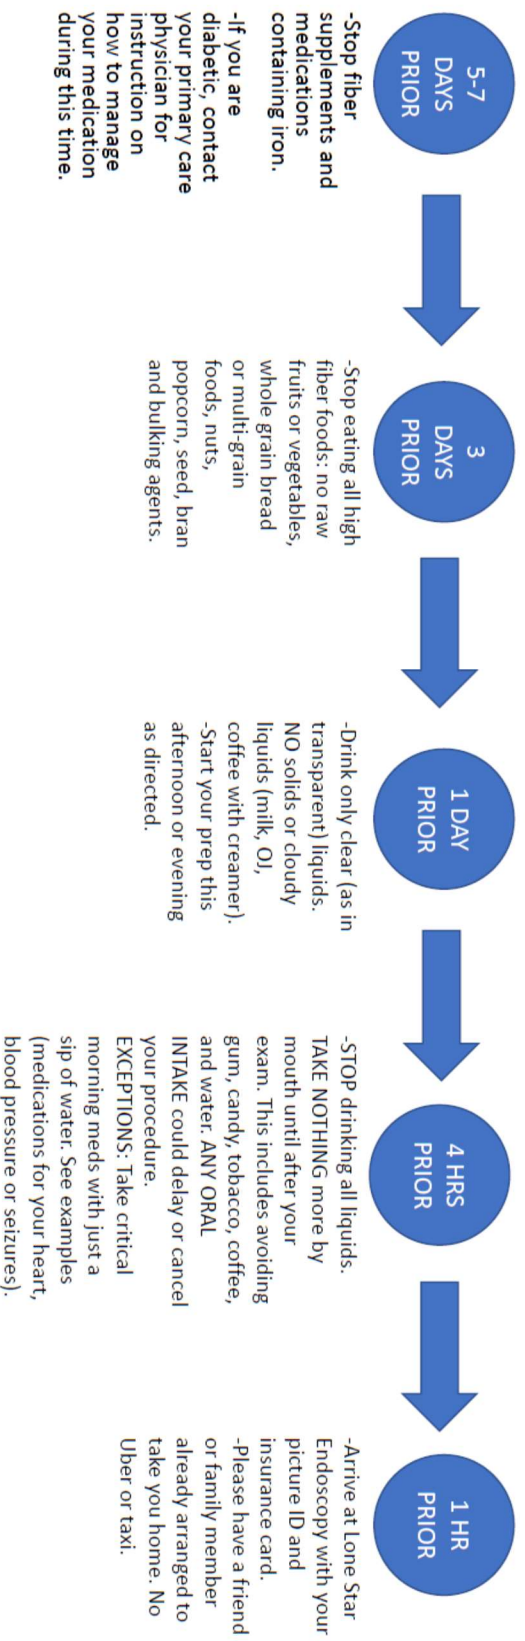 5-7
DAYS
PRIOR
-Stop fiber
supplements and
medications
containing iron.
-If you are
diabetic, contact
your primary care
physician for
instruction on
how to manage
your medication
during this time.
3
DAYS
PRIOR
-Stop eating all high
fiber foods: no raw
fruits or vegetables,
whole grain bread
or multi-grain
foods, nuts,
popcorn, seed, bran
and bulking agents.
1 DAY
PRIOR
-Drink only clear (as in
transparent) liquids.
NO solids or cloudy
liquids (milk, OJ,
coffee with creamer).
-Start your prep this
afternoon or evening
as directed.
4 HRS
PRIOR
-STOP drinking all liquids.
TAKE NOTHING more by
mouth until after your
exam. This includes avoiding
gum, candy, tobacco, coffee,
and water. ANY ORAL
INTAKE could delay or cancel
your procedure.
EXCEPTIONS: Take critical
morning meds with just a
sip of water. See examples
(medications for your heart,
blood pressure or seizures).
1 HR
PRIOR
-Arrive at Lone Star
Endoscopy with your
picture ID and
insurance card.
-Please have a friend
or family member
already arranged to
take you home. No
Uber or taxi.